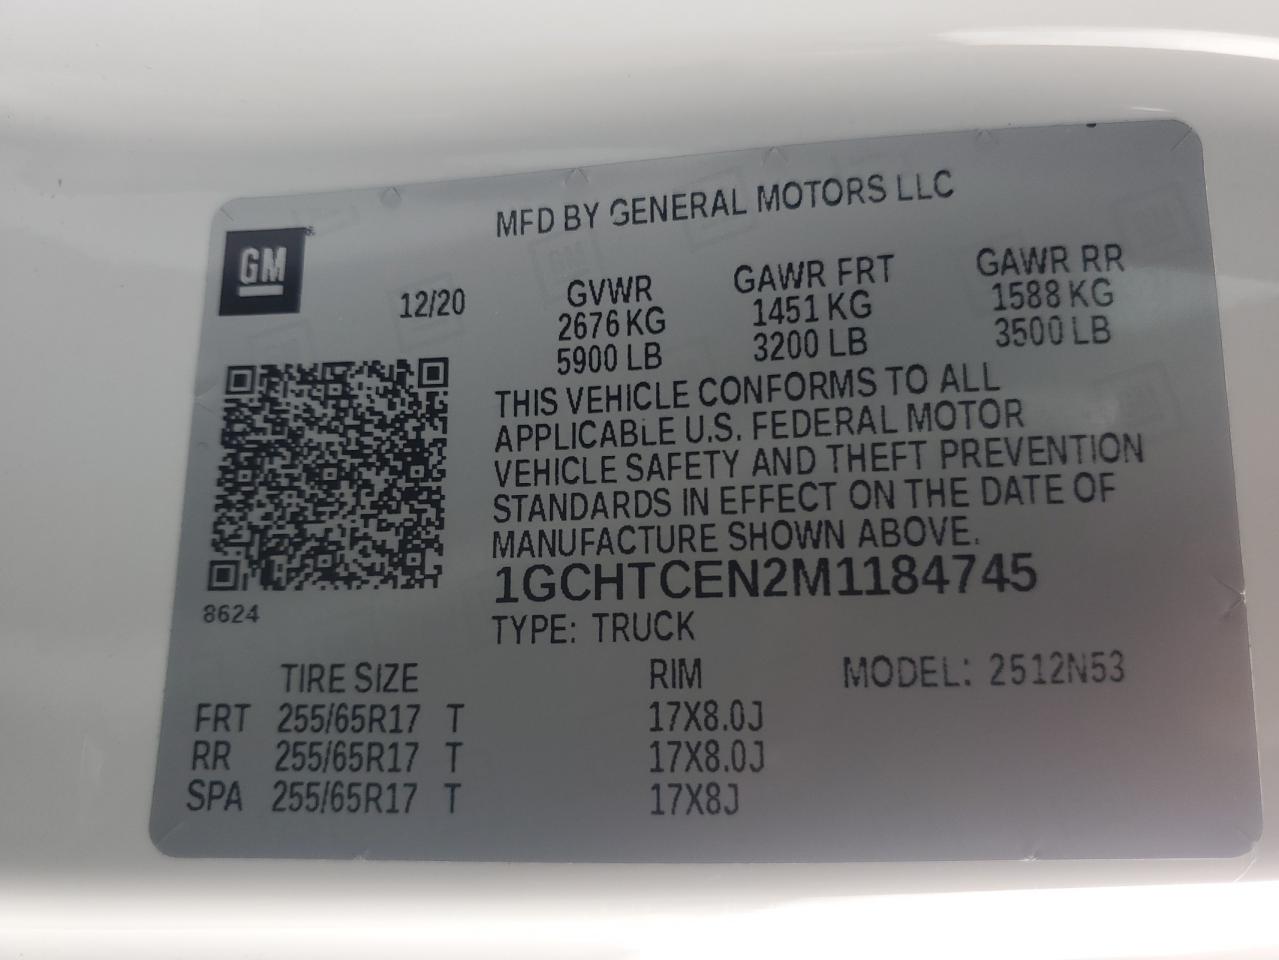 MFD BY GENERAL MOTORS LLC
GM
12/20
GVWR GAWR FRT GAWR RR
2676 KG 1451 KG 1588 KG
5900 LB 3200 LB 3500 LB
THIS VEHICLE CONFORMS TO ALL
APPLICABLE U.S. FEDERAL MOTOR
VEHICLE SAFETY AND THEFT PREVENTION
STANDARDS IN EFFECT ON THE DATE OF
MANUFACTURE SHOWN ABOVE.
1GCHTCEN2M1184745
8624
TYPE: TRUCK
TIRE SIZE RIM MODEL: 2512N53
FRT 255/65R17 T 17X8.0J
RR 255/65R17 T 17X8.0J
SPA 255/65R17 T 17X8J